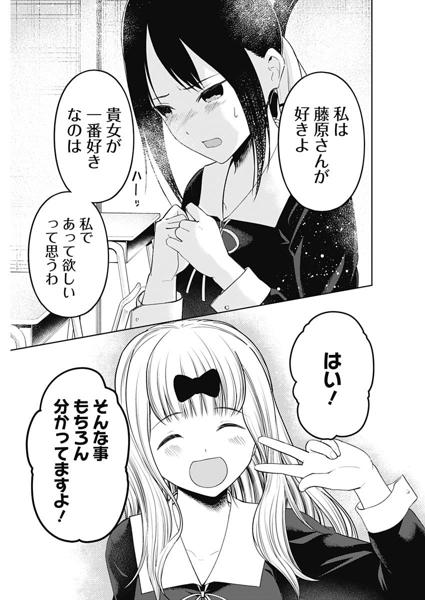 私は
藤原さんが
好きよ
貴女が
一番好き
なのは
私で
あって欲しい
って思うわ
ハーッ
はい!
そんな事
もちろん
分かってますよ!